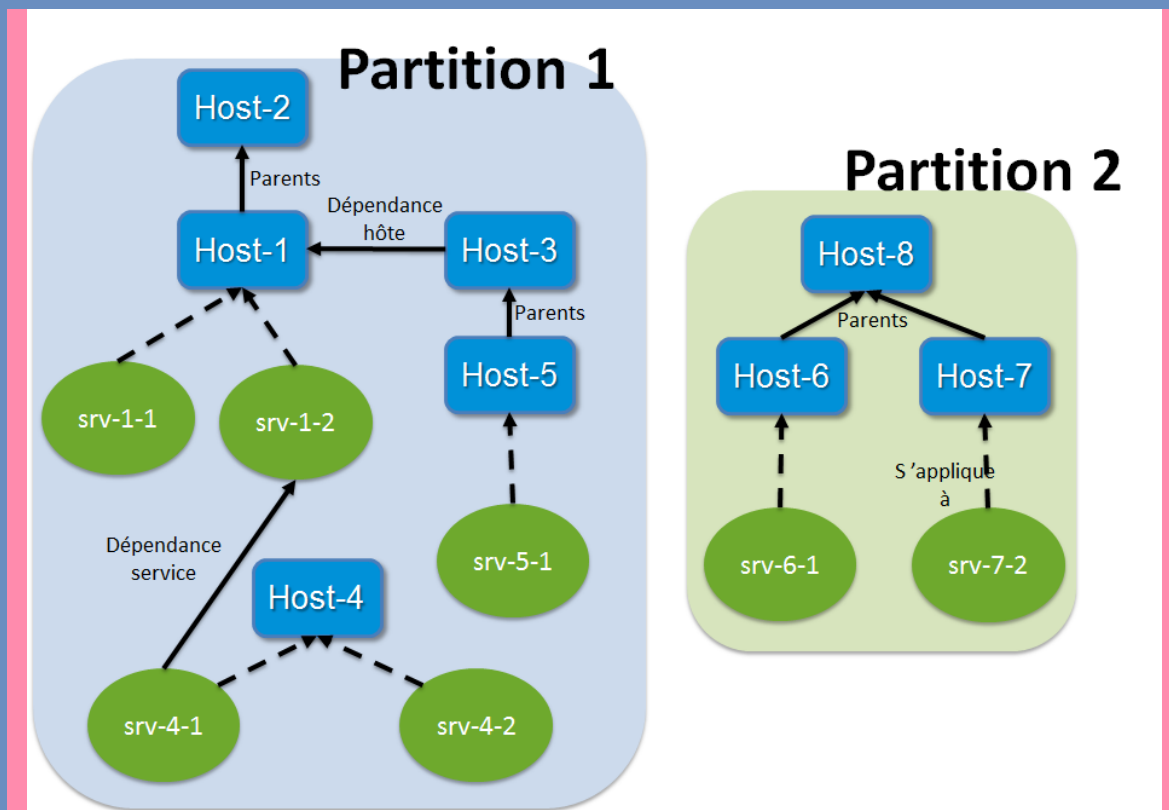 Partition 1
Host-2
Parents
Dépendance
hôte
Host-1
Host-3
Parents
Host-5
srv-1-1
srv-1-2
Dépendance
service
srv-5-1
Host-4
srv-4-1
srv-4-2
Partition 2
Host-8
Parents
Host-6
Host-7
S ’applique
à
srv-6-1
srv-7-2